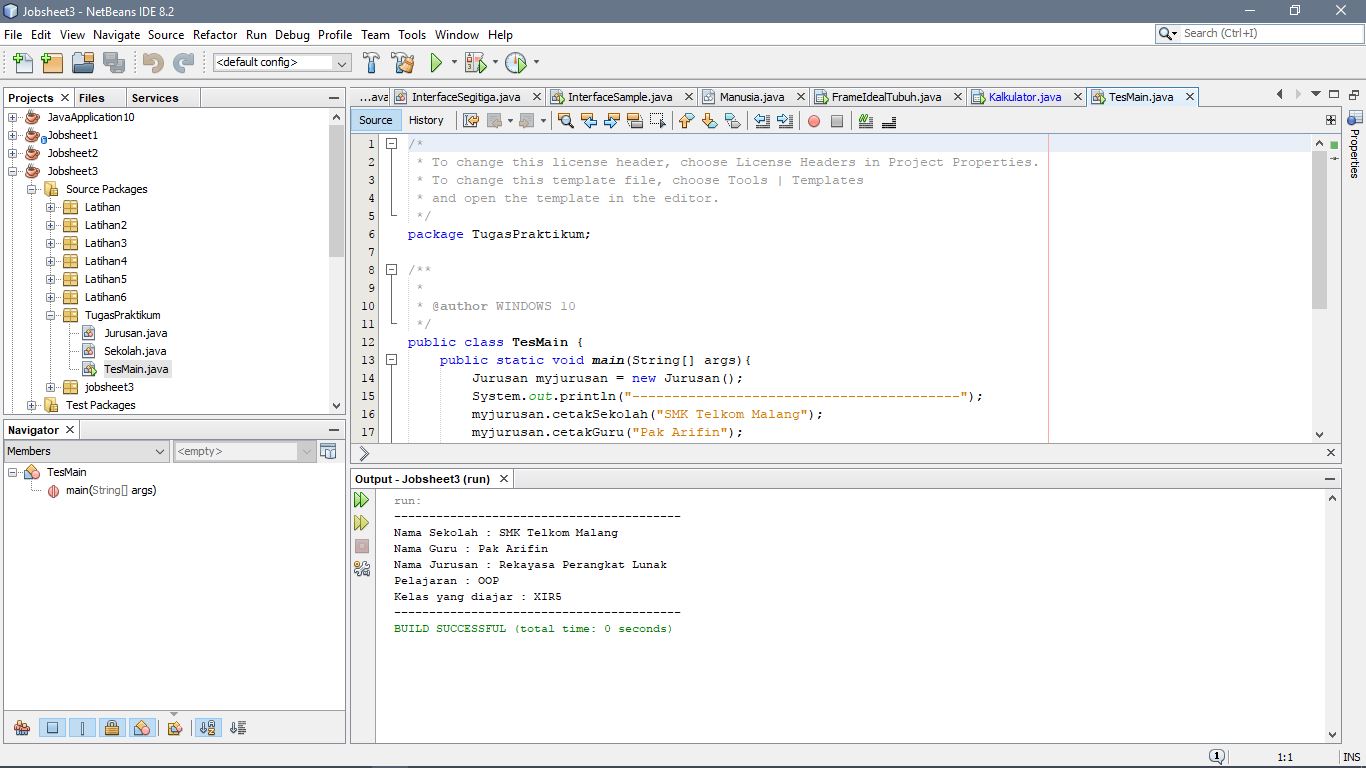 Jobsheet3 - NetBeans IDE 8.2
File Edit View Navigate Source Refactor Run Debug Profile Team Tools Window Help
Search (Ctrl+I)
<default config>
Projects Files Services
JavaApplication10
Jobsheet1
Jobsheet2
Jobsheet3
Source Packages
Latihan
Latihan2
Latihan3
Latihan4
Latihan5
Latihan6
TugasPraktikum
Jurusan.java
Sekolah.java
TesMain.java
jobsheet3
Test Packages
Navigator
Members <empty>
TesMain
main(String[] args)
...ava InterfaceSegitiga.java InterfaceSample.java Manusia.java FrameIdealTubuh.java Kalkulator.java TesMain.java
Source History
1 /*
2 * To change this license header, choose License Headers in Project Properties.
3 * To change this template file, choose Tools | Templates
4 * and open the template in the editor.
5 */
6 package TugasPraktikum;
7
8 /**
9 *
10 * @author WINDOWS 10
11 */
12 public class TesMain {
13 public static void main(String[] args){
14 Jurusan myjurusan = new Jurusan();
15 System.out.println("-----------------------------------------");
16 myjurusan.cetakSekolah("SMK Telkom Malang");
17 myjurusan.cetakGuru("Pak Arifin");
Properties
Output - Jobsheet3 (run)
run:
-----------------------------------------
Nama Sekolah : SMK Telkom Malang
Nama Guru : Pak Arifin
Nama Jurusan : Rekayasa Perangkat Lunak
Pelajaran : OOP
Kelas yang diajar : XIR5
-----------------------------------------
BUILD SUCCESSFUL (total time: 0 seconds)
1 1:1 INS